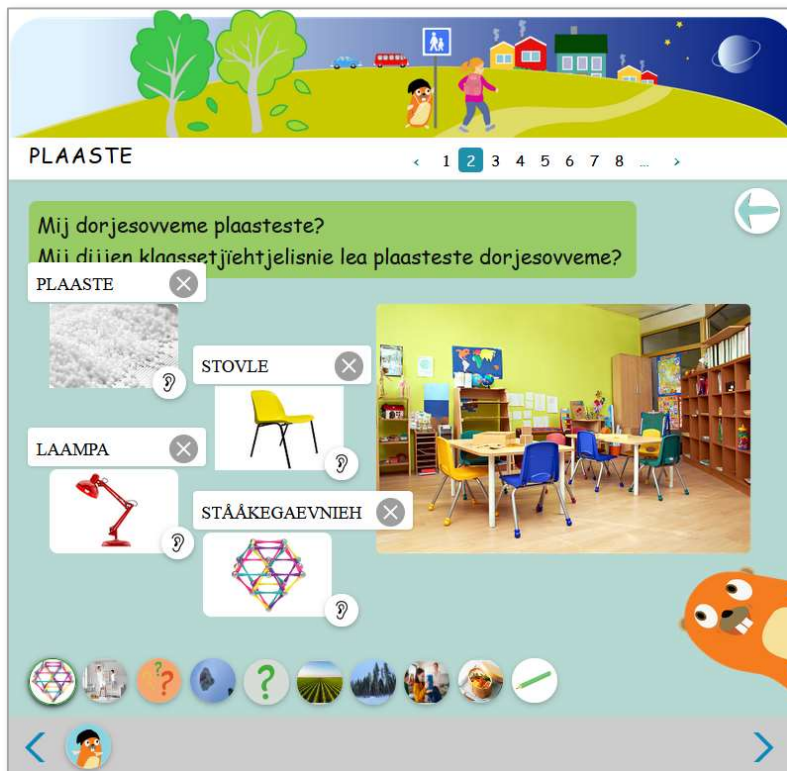 PLAASTE
‹ 1 2 3 4 5 6 7 8 ... ›
Mij dorjesovveme plaasteste?
Mij dijjen klaassetjïehtjelisnie lea plaasteste dorjesovveme?
PLAASTE
STOVLE
LAAMPA
STÅÅKEGAEVNIEH